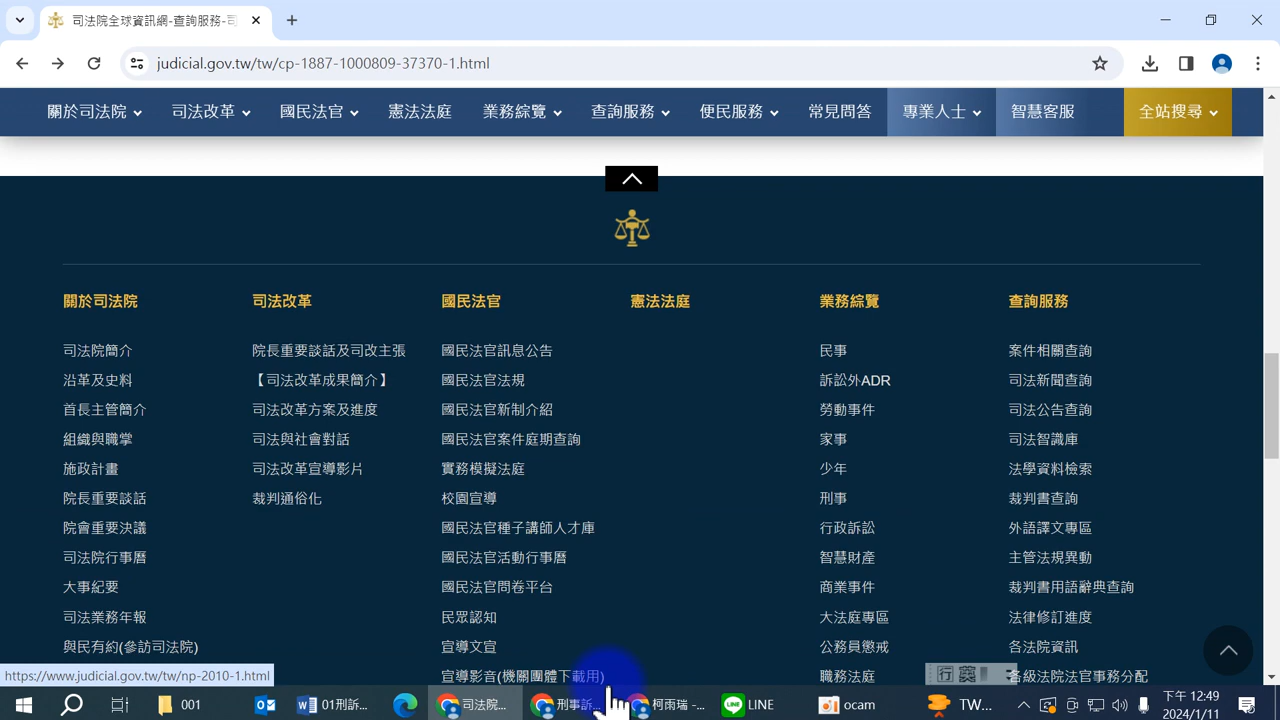 司法院全球資訊網-查詢服務-司
judicial.gov.tw/tw/cp-1887-1000809-37370-1.html
關於司法院 司法改革 國民法官 憲法法庭 業務綜覽 查詢服務 便民服務 常見問答 專業人士 智慧客服 全站搜尋
關於司法院 司法改革 國民法官 憲法法庭 業務綜覽 查詢服務
司法院簡介 院長重要談話及司改主張 國民法官訊息公告 民事 案件相關查詢
沿革及史料 【司法改革成果簡介】 國民法官法規 訴訟外ADR 司法新聞查詢
首長主管簡介 司法改革方案及進度 國民法官新制介紹 勞動事件 司法公告查詢
組織與職掌 司法與社會對話 國民法官案件庭期查詢 家事 司法智識庫
施政計畫 司法改革宣導影片 實務模擬法庭 少年 法學資料檢索
院長重要談話 裁判通俗化 校園宣導 刑事 裁判書查詢
院會重要決議 國民法官種子講師人才庫 行政訴訟 外語譯文專區
司法院行事曆 國民法官活動行事曆 智慧財產 主管法規異動
大事紀要 國民法官問卷平台 商業事件 裁判書用語辭典查詢
司法業務年報 民眾認知 大法庭專區 法律修訂進度
與民有約(參訪司法院) 宣導文宣 公務員懲戒 各法院資訊
https://www.judicial.gov.tw/tw/np-2010-1.html 宣導影音(機關團體下載用) 職務法庭 各級法院法官事務分配
001 01刑訴... 司法院... 刑事訴... 柯雨瑞 -... LINE ocam TW... 下午 12:49
2024/1/11